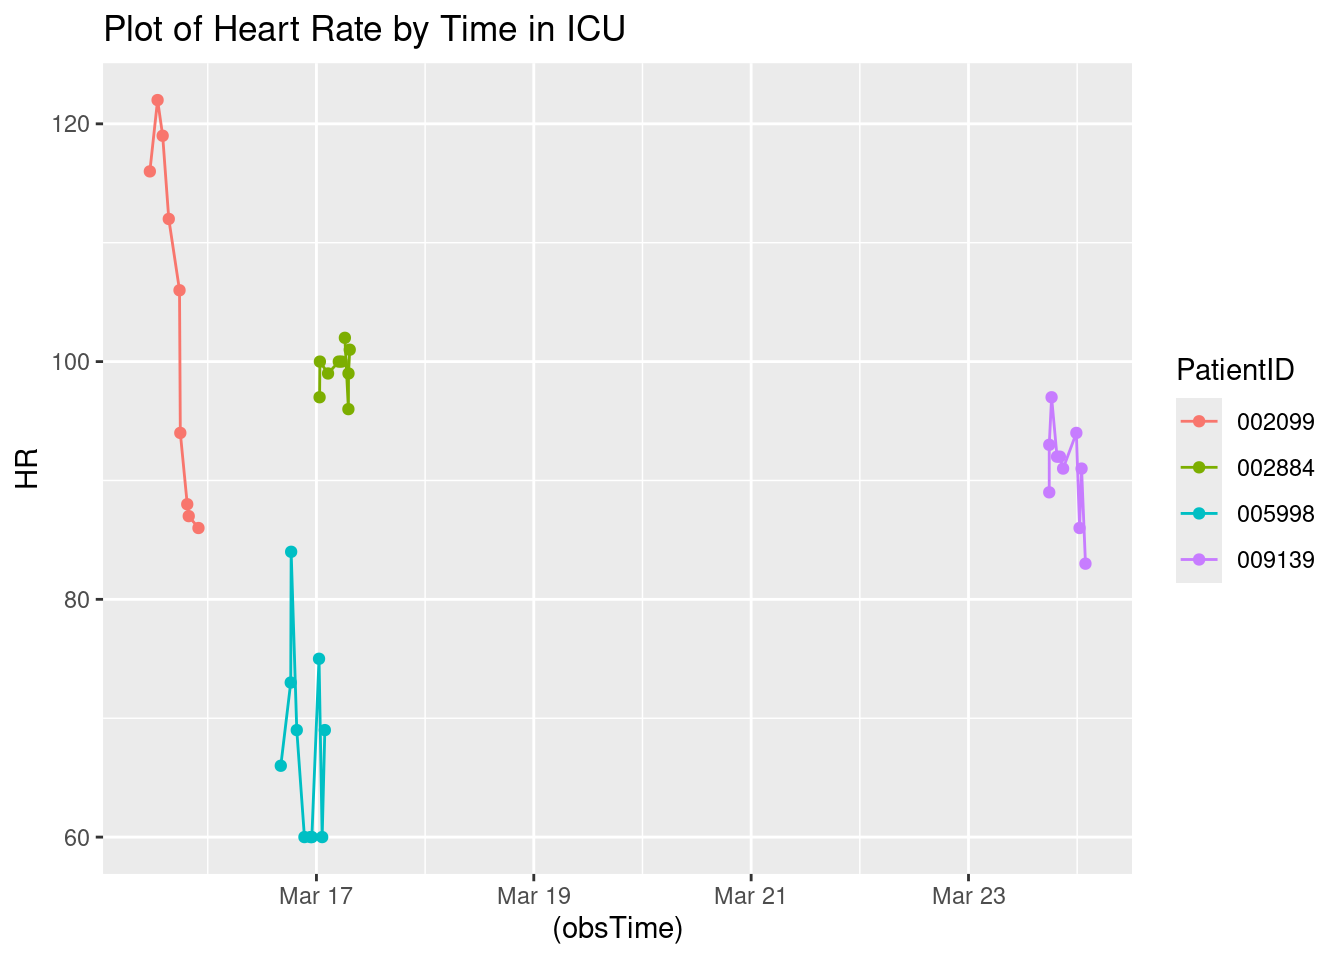 Plot of Heart Rate by Time in ICU
120
100
80
60
HR
Mar 17
Mar 19
Mar 21
Mar 23
(obsTime)
PatientID
002099
002884
005998
009139